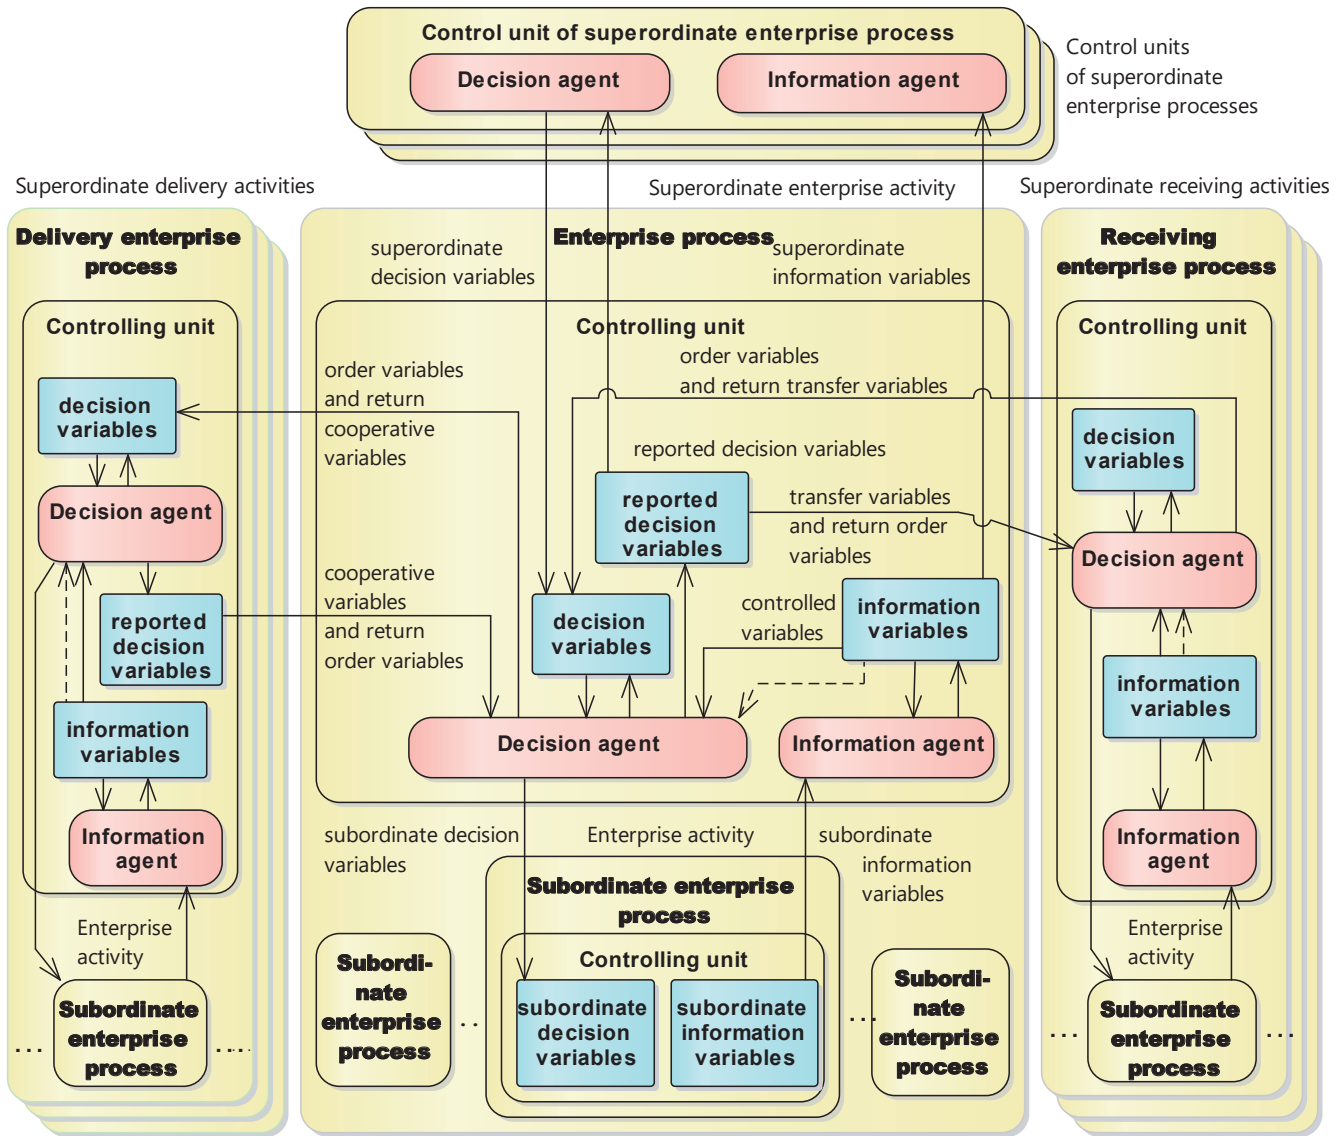 Control unit of superordinate enterprise process
Decision agent
Information agent
Control units
of superordinate
enterprise processes
Superordinate delivery activities
Superordinate enterprise activity
Superordinate receiving activities
Delivery enterprise
process
Controlling unit
decision
variables
Decision agent
reported
decision
variables
information
variables
Information
agent
Enterprise
activity
Subordinate
enterprise
process
...
....
Enterprise process
superordinate
decision variables
superordinate
information variables
Controlling unit
order variables
and return
cooperative
variables
order variables
and return transfer variables
reported decision variables
reported
decision
variables
transfer variables
and return order
variables
cooperative
variables
and return
order variables
decision
variables
controlled
variables
information
variables
Decision agent
Information agent
subordinate decision
variables
Enterprise activity
subordinate
information
variables
Subordinate enterprise
process
Controlling unit
subordinate
decision
variables
subordinate
information
variables
Subordi-
nate
enterprise
process
..
...
Subordi-
nate
enterprise
process
Receiving
enterprise process
Controlling unit
decision
variables
Decision agent
information
variables
Information
agent
Enterprise
activity
Subordinate
enterprise
process
...
...